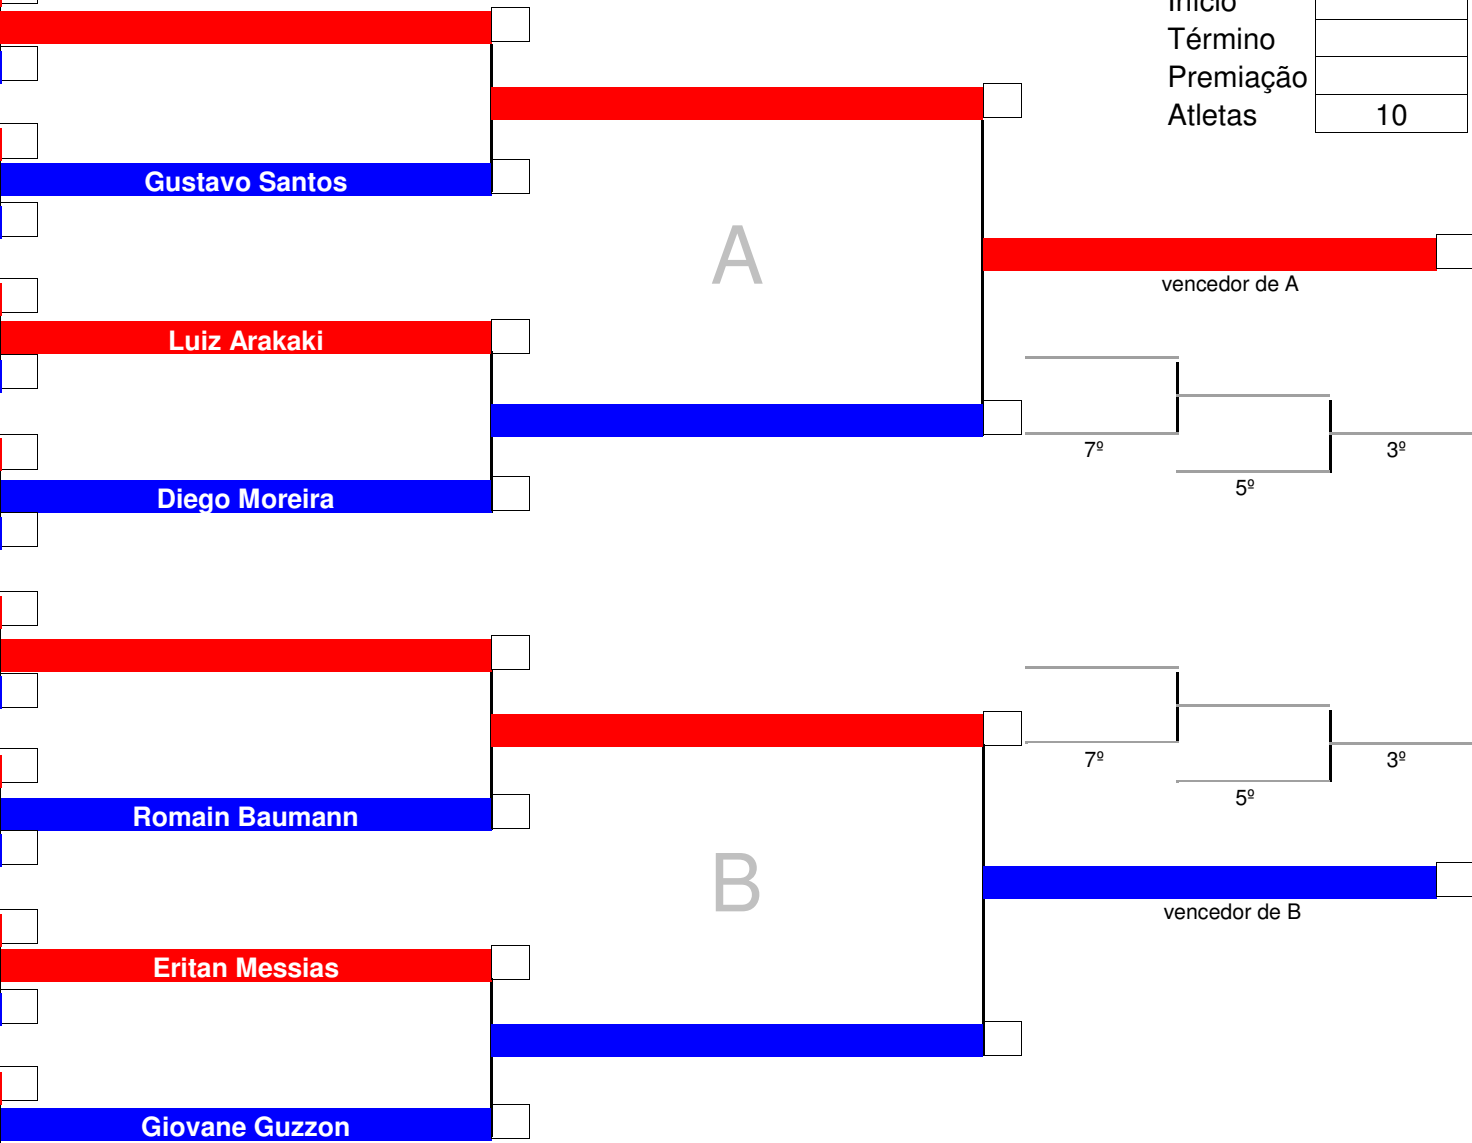 Início
Término
Premiação
Atletas 10
Gustavo Santos
A
vencedor de A
Luiz Arakaki
7º
3º
5º
Diego Moreira
7º
3º
5º
Romain Baumann
B
vencedor de B
Eritan Messias
Giovane Guzzon